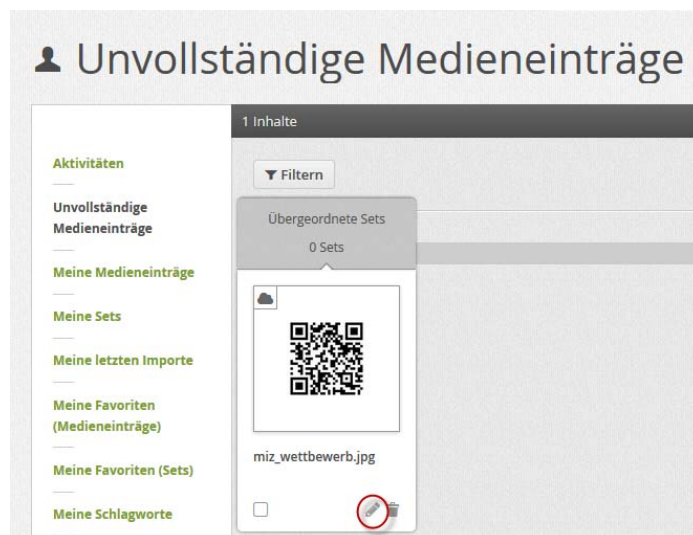 Unvollständige Medieneinträge
1 Inhalte
Aktivitäten
Unvollständige
Medieneinträge
Meine Medieneinträge
Meine Sets
Meine letzten Importe
Meine Favoriten
(Medieneinträge)
Meine Favoriten (Sets)
Meine Schlagworte
Filtern
Übergeordnete Sets
0 Sets
miz_wettbewerb.jpg